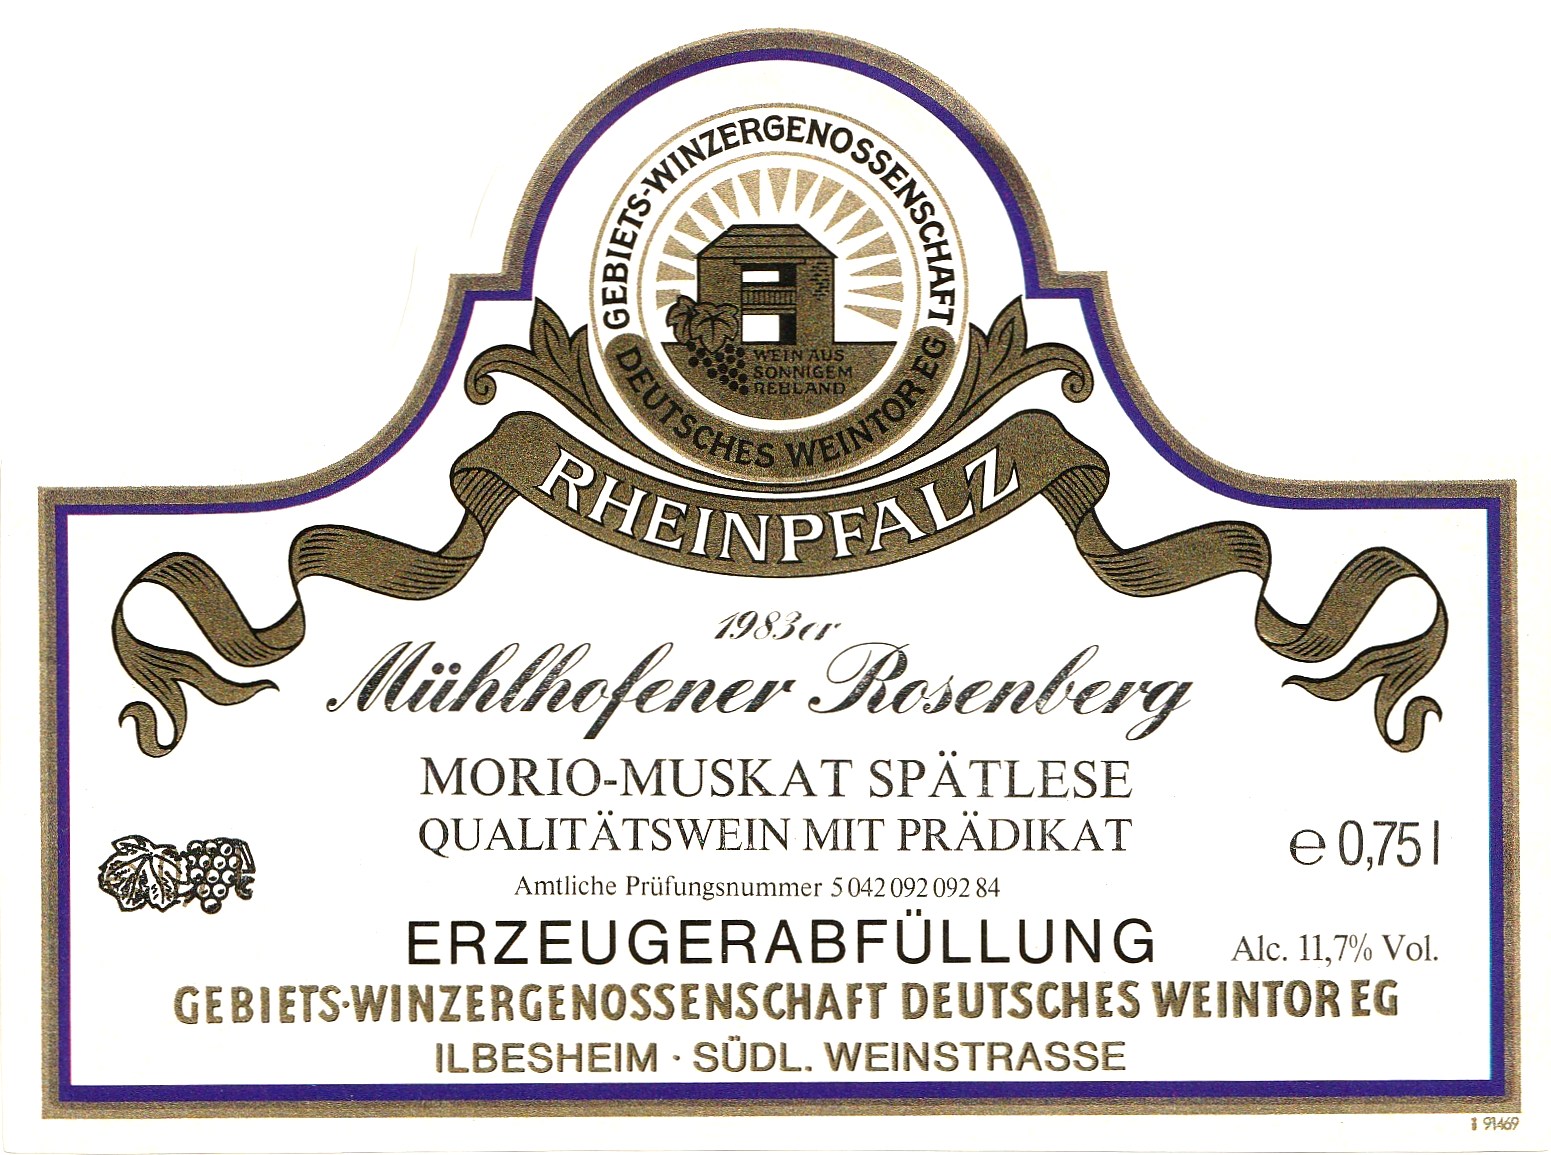 GEBIETS-WINZERGENOSSENSCHAFT
DEUTSCHES WEINTOR EG
WEIN AUS
SONNIGEM
REBLAND
RHEINPFALZ
1983er
Mühlhofener Rosenberg
MORIO-MUSKAT SPÄTLESE
QUALITÄTSWEIN MIT PRÄDIKAT
e 0,75 l
Amtliche Prüfungsnummer 5 042 092 092 84
ERZEUGERABFÜLLUNG
Alc. 11,7% Vol.
GEBIETS-WINZERGENOSSENSCHAFT DEUTSCHES WEINTOR EG
ILBESHEIM · SÜDL. WEINSTRASSE
91469